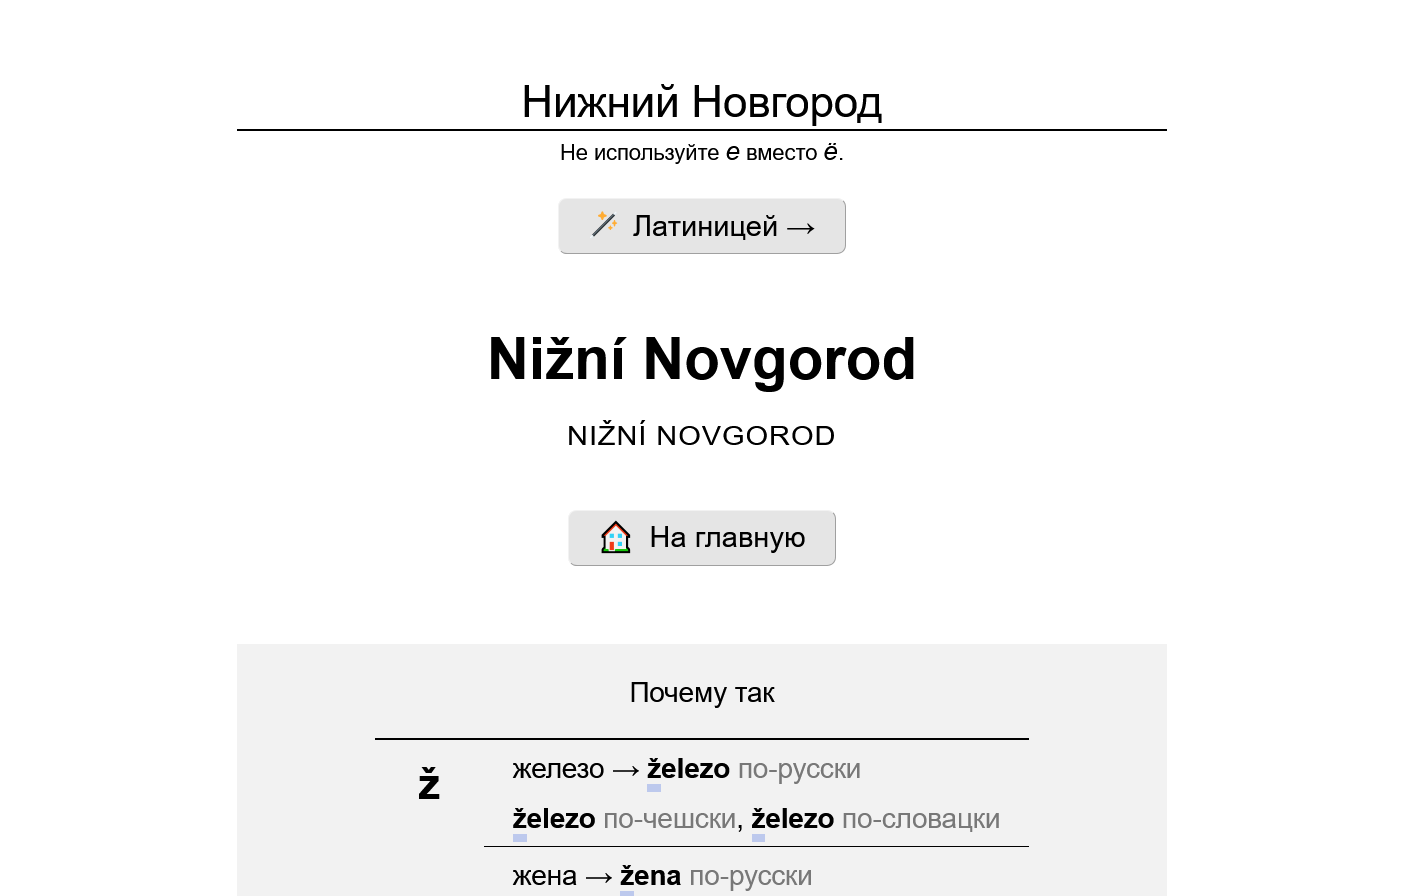 Нижний Новгород
Не используйте е вместо ё.
Латиницей →
Nižní Novgorod
NIŽNÍ NOVGOROD
На главную
Почему так
ž
железо → železo по-русски
železo по-чешски, železo по-словацки
жена → žena по-русски